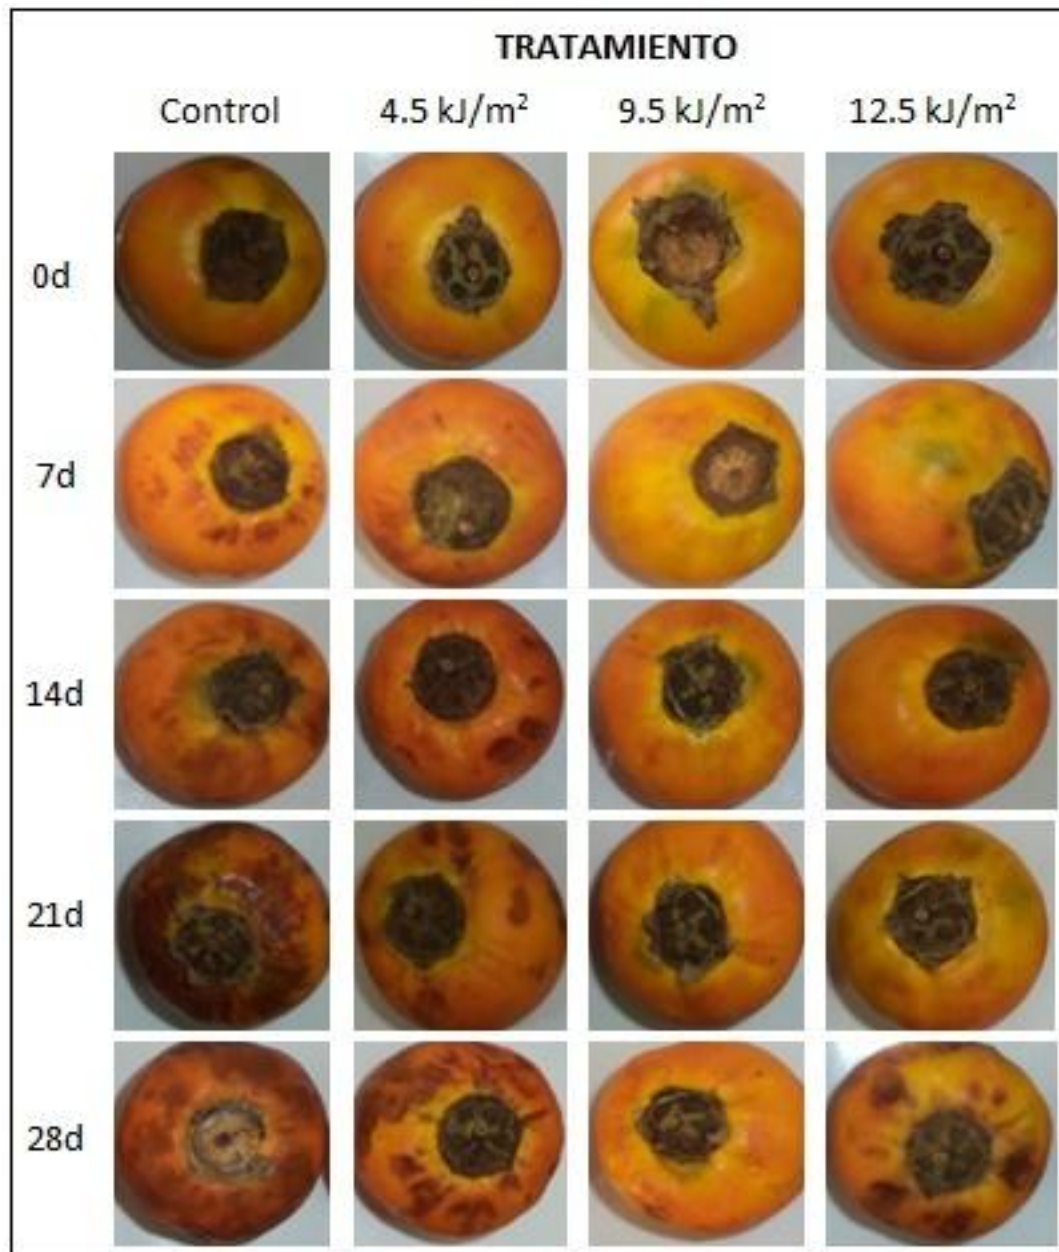 TRATAMIENTO
Control 4.5 kJ/m² 9.5 kJ/m² 12.5 kJ/m²
0d
7d
14d
21d
28d